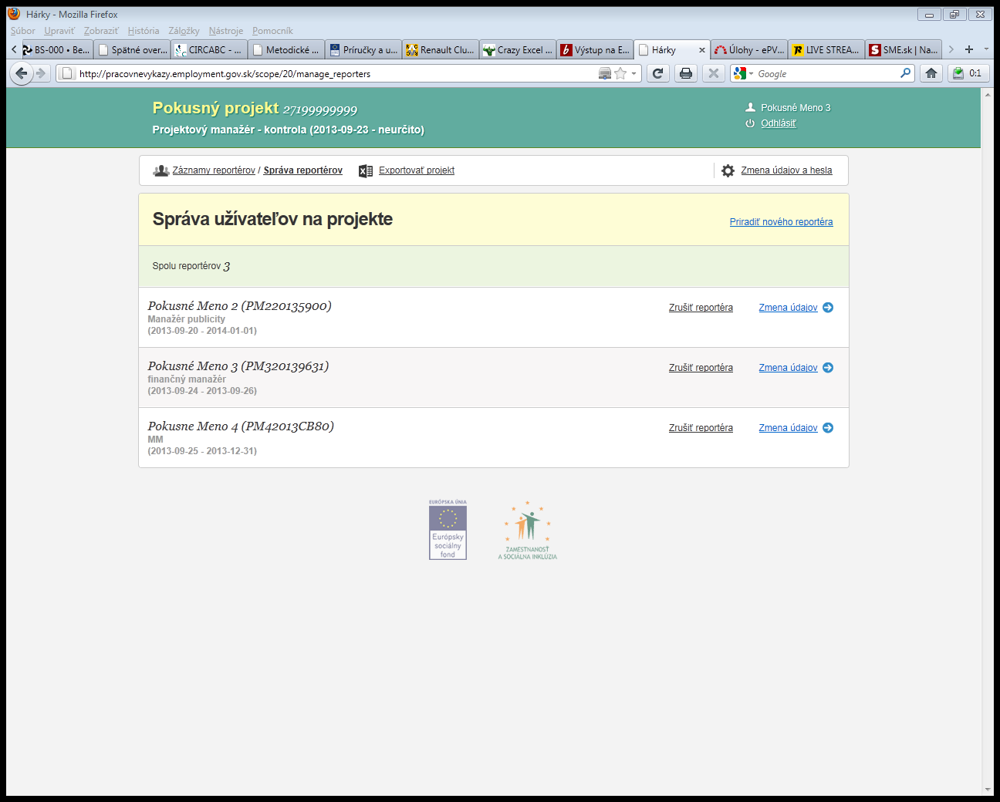 Hárky - Mozilla Firefox
Súbor Upraviť Zobraziť História Záložky Nástroje Pomocník
BS-000 • Be... Spätné over... CIRCABC - ... Metodické ... Príručky a u... Renault Clu... Crazy Excel ... Výstup na E... Hárky Úlohy - ePV... LIVE STREA... SME.sk | Na...
http://pracovnevykazy.employment.gov.sk/scope/20/manage_reporters Google 0:1
Pokusný projekt 27199999999
Projektový manažér - kontrola (2013-09-23 - neurčito)
Pokusné Meno 3
Odhlásiť
Záznamy reportérov / Správa reportérov Exportovať projekt Zmena údajov a hesla
Správa užívateľov na projekte Priradiť nového reportéra
Spolu reportérov 3
Pokusné Meno 2 (PM220135900) Zrušiť reportéra Zmena údajov
Manažér publicity
(2013-09-20 - 2014-01-01)
Pokusné Meno 3 (PM320139631) Zrušiť reportéra Zmena údajov
finančný manažér
(2013-09-24 - 2013-09-26)
Pokusne Meno 4 (PM42013CB80) Zrušiť reportéra Zmena údajov
MM
(2013-09-25 - 2013-12-31)
EURÓPSKA ÚNIA
Európsky
sociálny
fond
ZAMESTNANOSŤ
A SOCIÁLNA INKLÚZIA